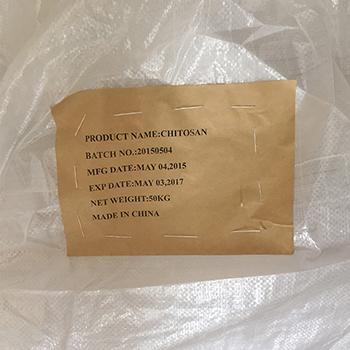 PRODUCT NAME:CHITOSAN
BATCH NO.:20150504
MFG DATE:MAY 04,2015
EXP DATE:MAY 03,2017
NET WEIGHT:50KG
MADE IN CHINA